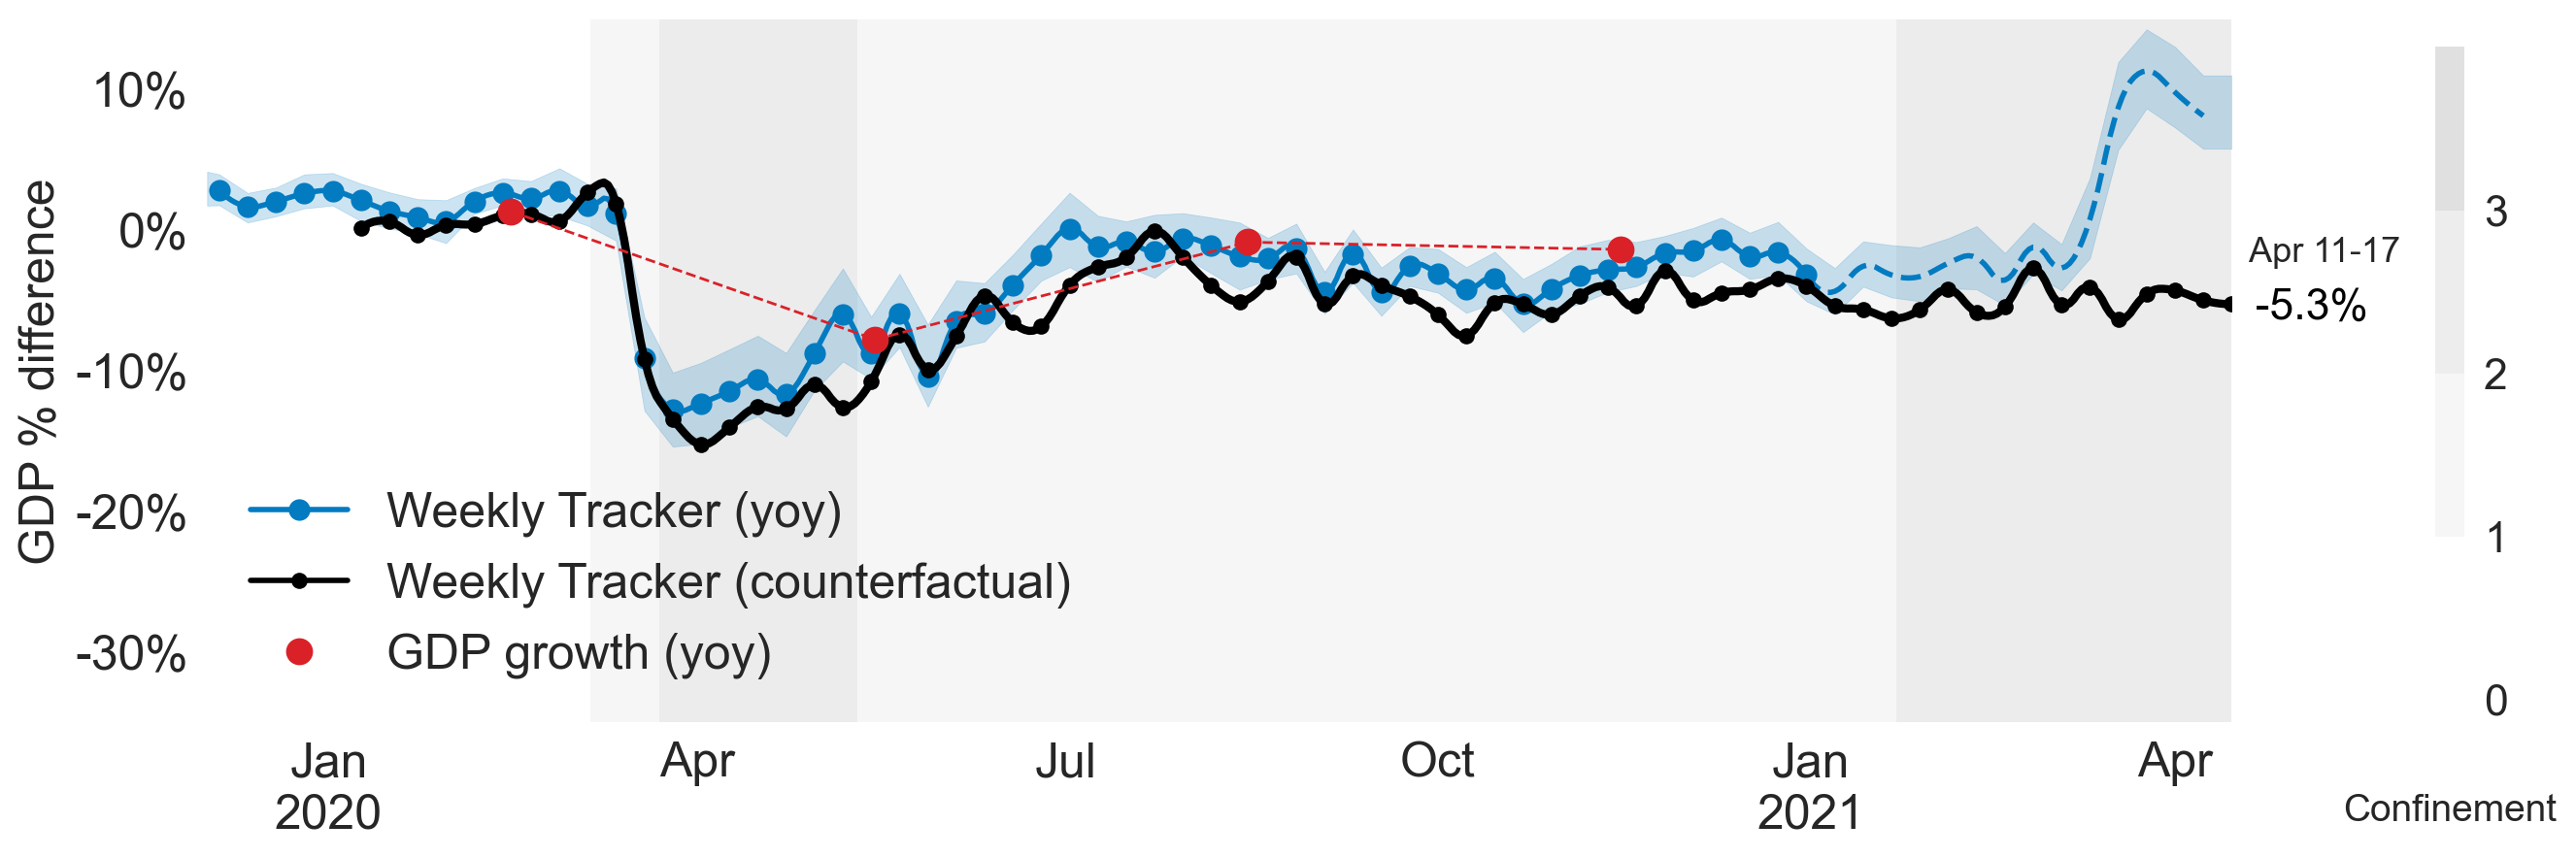 GDP % difference
10%
0%
-10%
-20%
-30%
Weekly Tracker (yoy)
Weekly Tracker (counterfactual)
GDP growth (yoy)
Jan
2020
Apr
Jul
Oct
Jan
2021
Apr
Apr 11-17
-5.3%
3
2
1
0
Confinement